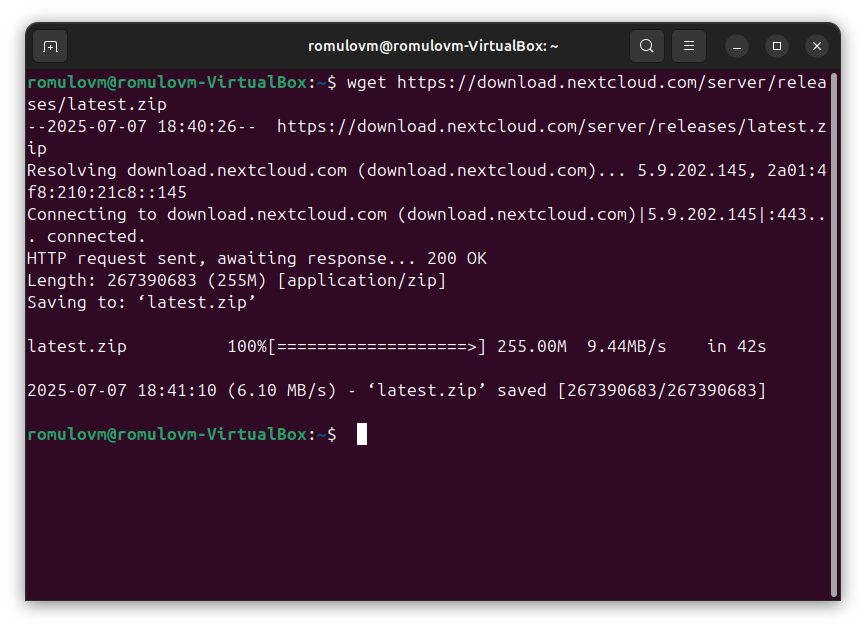 romulovm@romulovm-VirtualBox: ~
romulovm@romulovm-VirtualBox:~$ wget https://download.nextcloud.com/server/relea
ses/latest.zip
--2025-07-07 18:40:26--  https://download.nextcloud.com/server/releases/latest.z
ip
Resolving download.nextcloud.com (download.nextcloud.com)... 5.9.202.145, 2a01:4
f8:210:21c8::145
Connecting to download.nextcloud.com (download.nextcloud.com)|5.9.202.145|:443..
. connected.
HTTP request sent, awaiting response... 200 OK
Length: 267390683 (255M) [application/zip]
Saving to: ‘latest.zip’
latest.zip          100%[===================>] 255.00M  9.44MB/s    in 42s
2025-07-07 18:41:10 (6.10 MB/s) - ‘latest.zip’ saved [267390683/267390683]
romulovm@romulovm-VirtualBox:~$